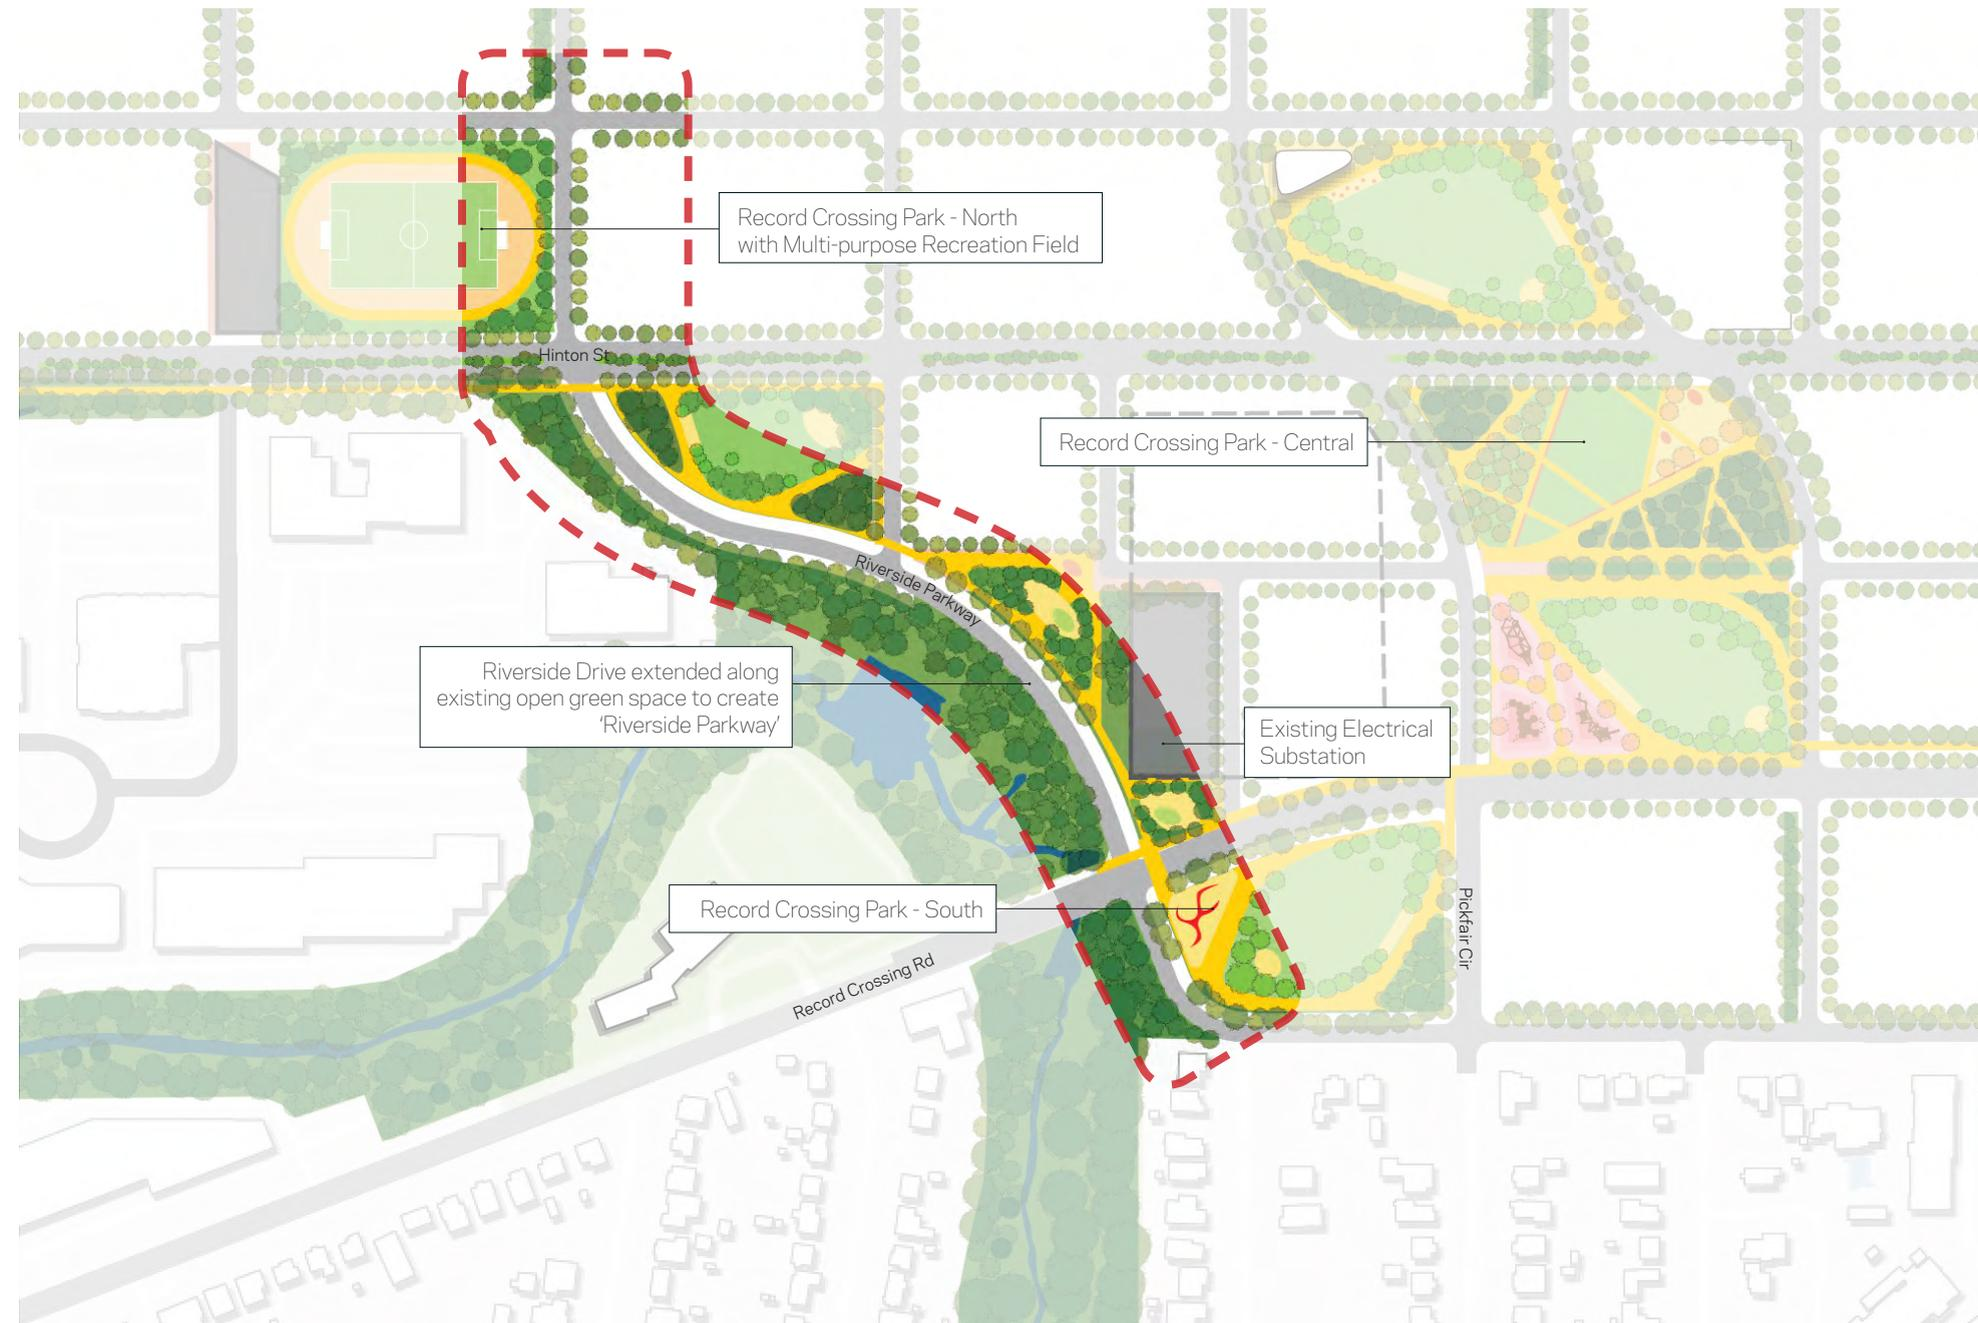 Record Crossing Park - North
with Multi-purpose Recreation Field
Hinton St
Record Crossing Park - Central
Riverside Parkway
Riverside Drive extended along
existing open green space to create
‘Riverside Parkway’
Existing Electrical
Substation
Record Crossing Park - South
Pickfair Cir
Record Crossing Rd